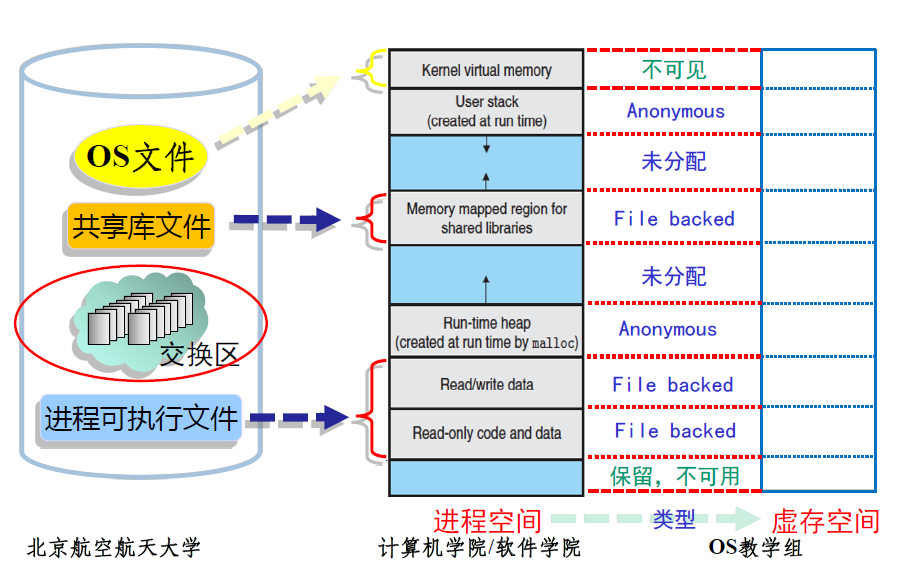 OS文件
共享库文件
交换区
进程可执行文件
Kernel virtual memory
User stack
(created at run time)
Memory mapped region for
shared libraries
Run-time heap
(created at run time by malloc)
Read/write data
Read-only code and data
不可见
Anonymous
未分配
File backed
未分配
Anonymous
File backed
File backed
保留，不可用
进程空间
类型
虚存空间
北京航空航天大学
计算机学院/软件学院
OS教学组